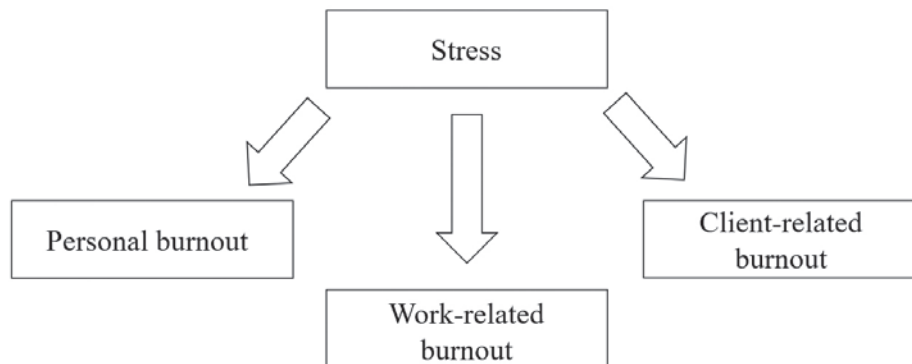 Stress
Personal burnout
Client-related
burnout
Work-related
burnout